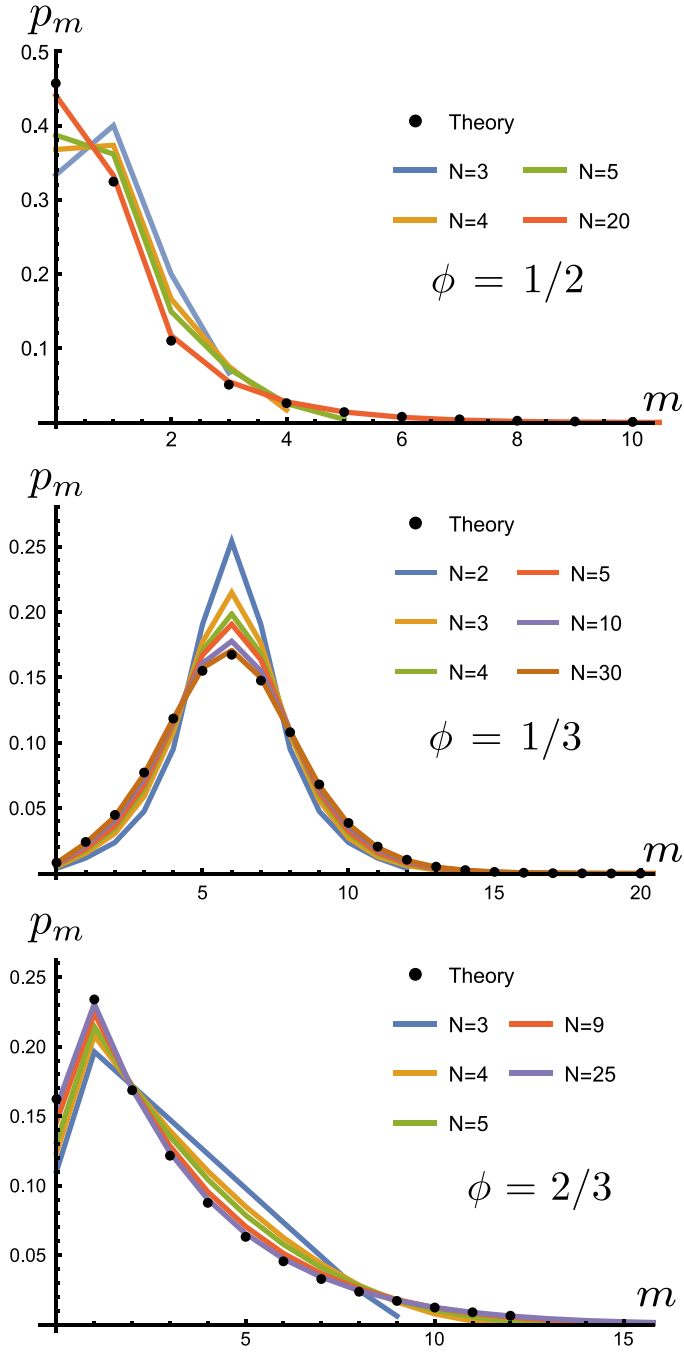 p_m
0.5
Theory
0.4
N=3 N=5
0.3
N=4 N=20
ϕ = 1/2
0.2
0.1
m
2 4 6 8 10
p_m
Theory
0.25
N=2 N=5
0.20
N=3 N=10
0.15
N=4 N=30
ϕ = 1/3
0.10
0.05
m
5 10 15 20
p_m
0.25
Theory
N=3 N=9
0.20
N=4 N=25
0.15
N=5
ϕ = 2/3
0.10
0.05
m
5 10 15